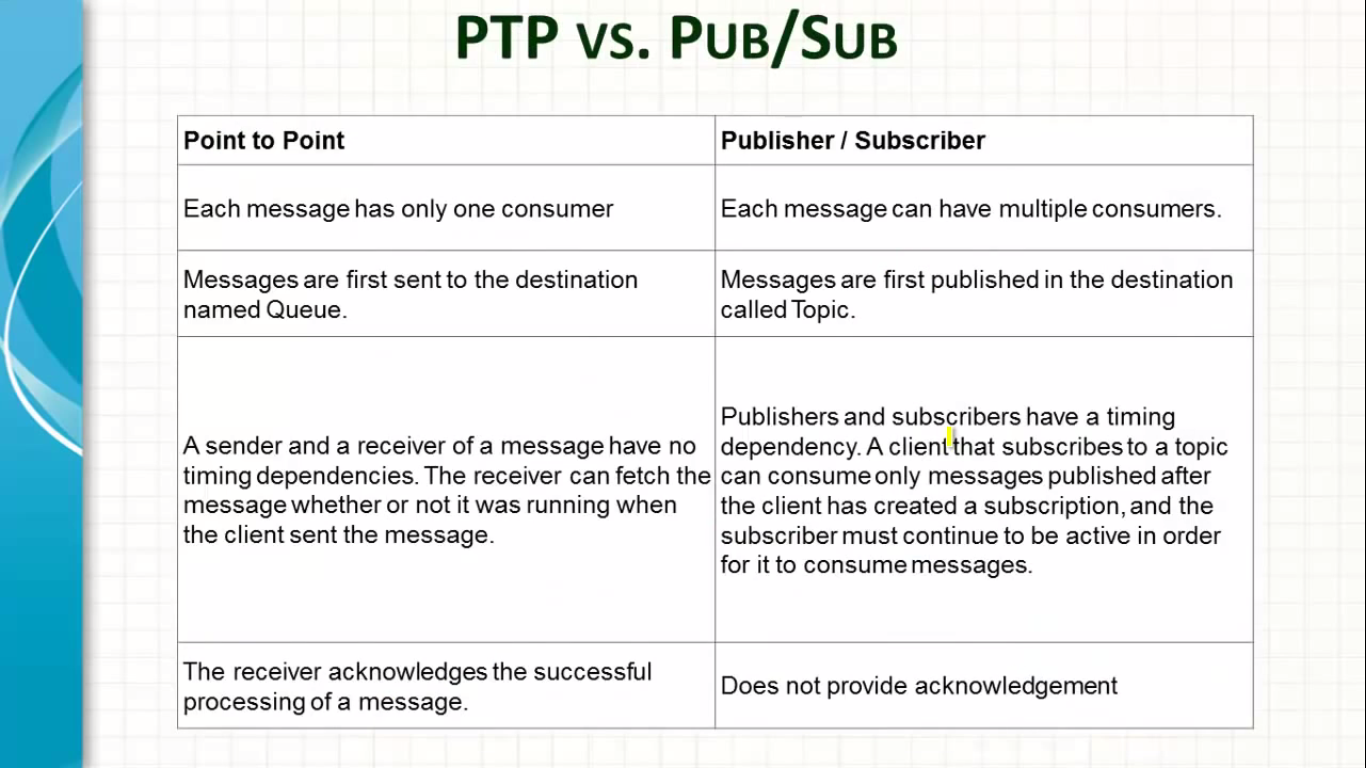 PTP VS. PUB/SUB
Point to Point
Publisher / Subscriber
Each message has only one consumer
Each message can have multiple consumers.
Messages are first sent to the destination
named Queue.
Messages are first published in the destination
called Topic.
A sender and a receiver of a message have no
timing dependencies. The receiver can fetch the
message whether or not it was running when
the client sent the message.
Publishers and subscribers have a timing
dependency. A client that subscribes to a topic
can consume only messages published after
the client has created a subscription, and the
subscriber must continue to be active in order
for it to consume messages.
The receiver acknowledges the successful
processing of a message.
Does not provide acknowledgement